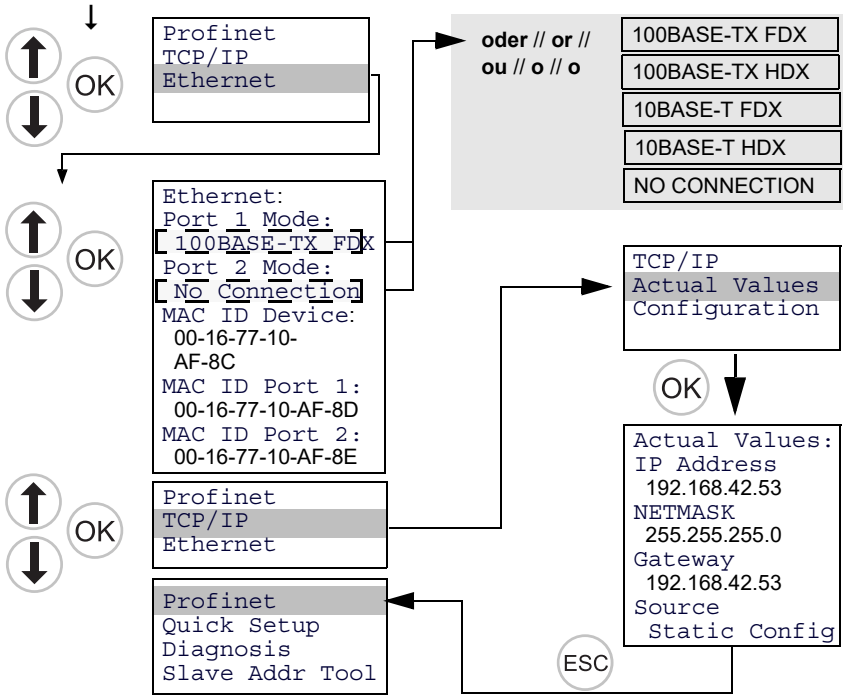 Profinet
TCP/IP
Ethernet
OK
oder // or //
ou // o // o
100BASE-TX FDX
100BASE-TX HDX
10BASE-T FDX
10BASE-T HDX
NO CONNECTION
Ethernet:
Port 1 Mode:
100BASE-TX FDX
Port 2 Mode:
No Connection
MAC ID Device:
00-16-77-10-
AF-8C
MAC ID Port 1:
00-16-77-10-AF-8D
MAC ID Port 2:
00-16-77-10-AF-8E
OK
TCP/IP
Actual Values
Configuration
OK
Actual Values:
IP Address
192.168.42.53
NETMASK
255.255.255.0
Gateway
192.168.42.53
Source
Static Config
Profinet
TCP/IP
Ethernet
OK
Profinet
Quick Setup
Diagnosis
Slave Addr Tool
ESC